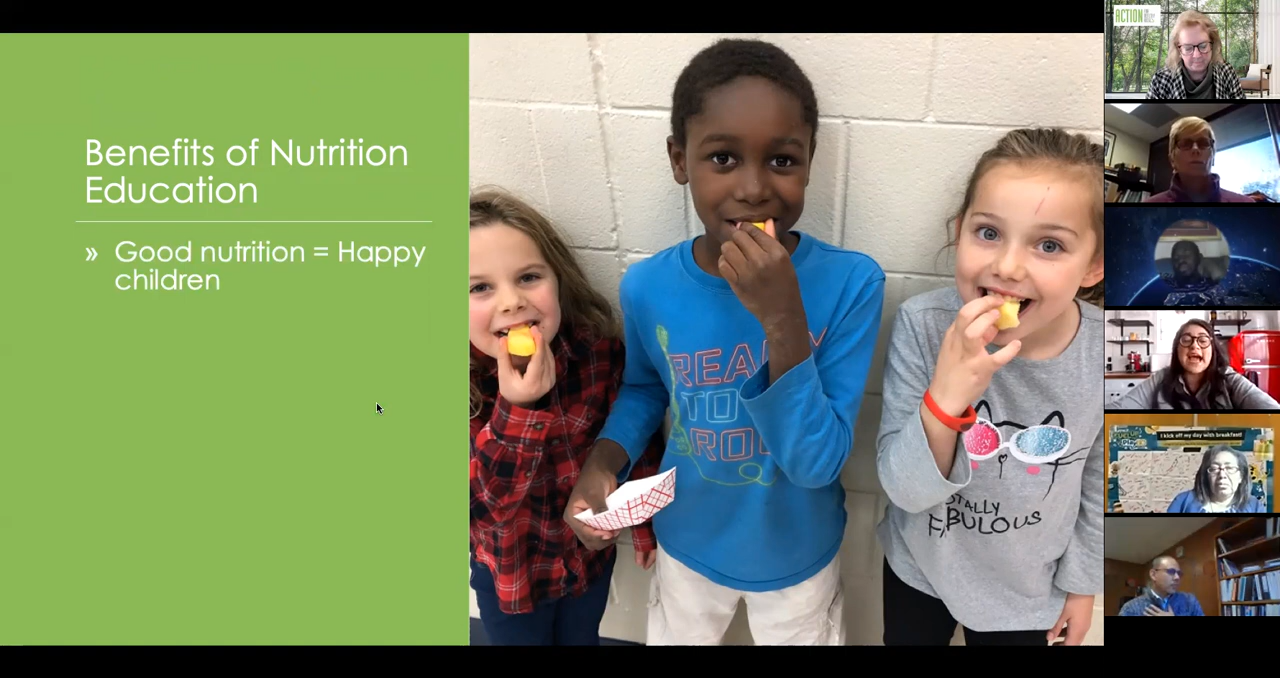 Benefits of Nutrition
Education
» Good nutrition = Happy
children
READY
TO
ROLL
TOTALLY
FABULOUS
ACTION
I kick off my day with breakfast!